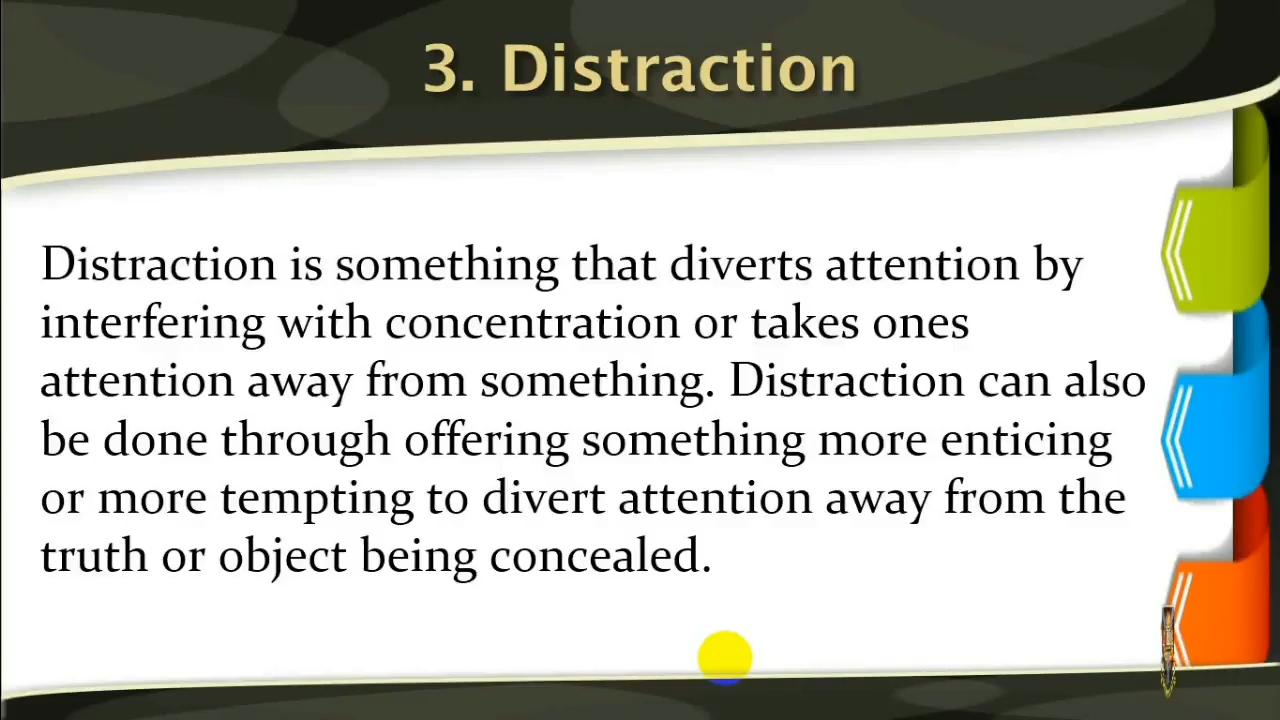 3. Distraction
Distraction is something that diverts attention by
interfering with concentration or takes ones
attention away from something. Distraction can also
be done through offering something more enticing
or more tempting to divert attention away from the
truth or object being concealed.